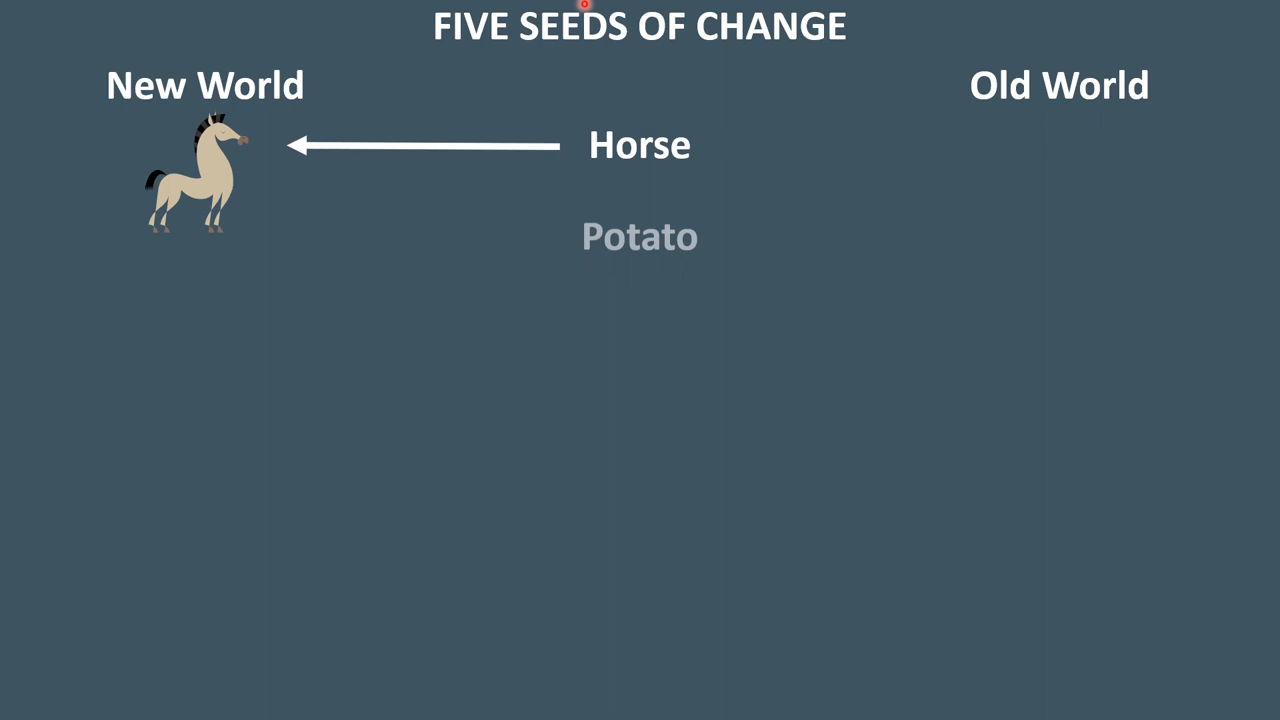 FIVE SEEDS OF CHANGE
New World
Old World
Horse
Potato